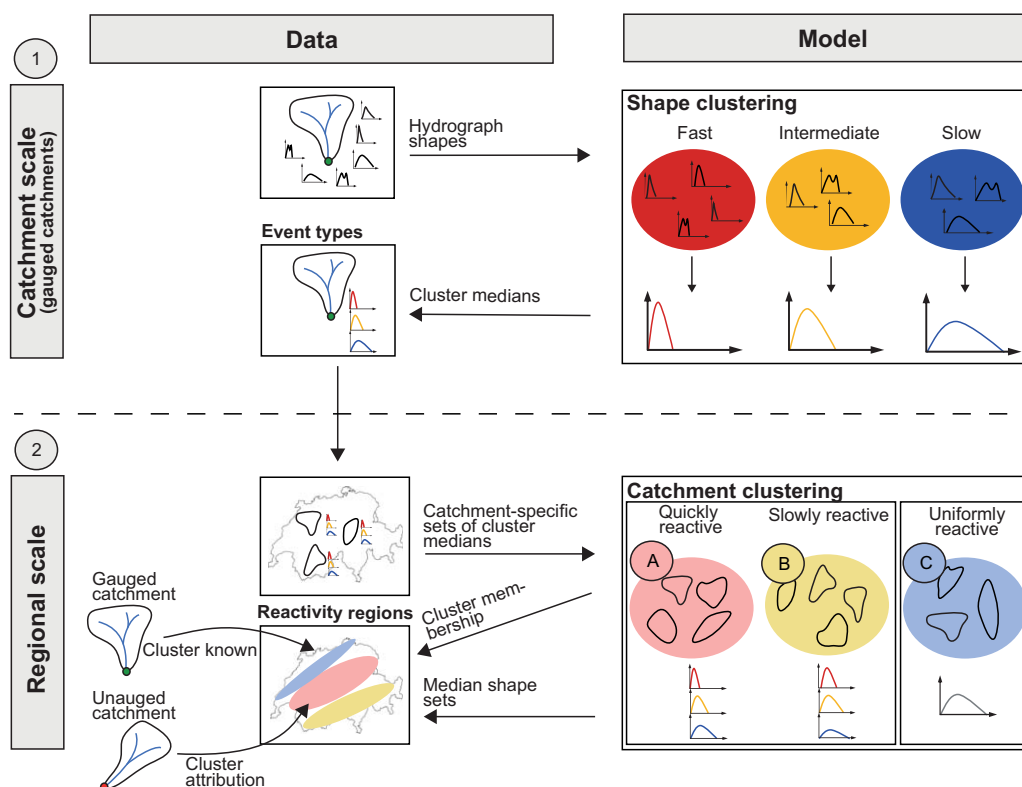 Data
Model
1
Catchment scale
(gauged catchments)
Hydrograph
shapes
Shape clustering
Fast
Intermediate
Slow
Event types
Cluster medians
2
Regional scale
Catchment-specific
sets of cluster
medians
Catchment clustering
Quickly
reactive
Slowly reactive
Uniformly
reactive
A
B
C
Gauged
catchment
Cluster known
Reactivity regions
Cluster mem-
bership
Median shape
sets
Unauged
catchment
Cluster
attribution